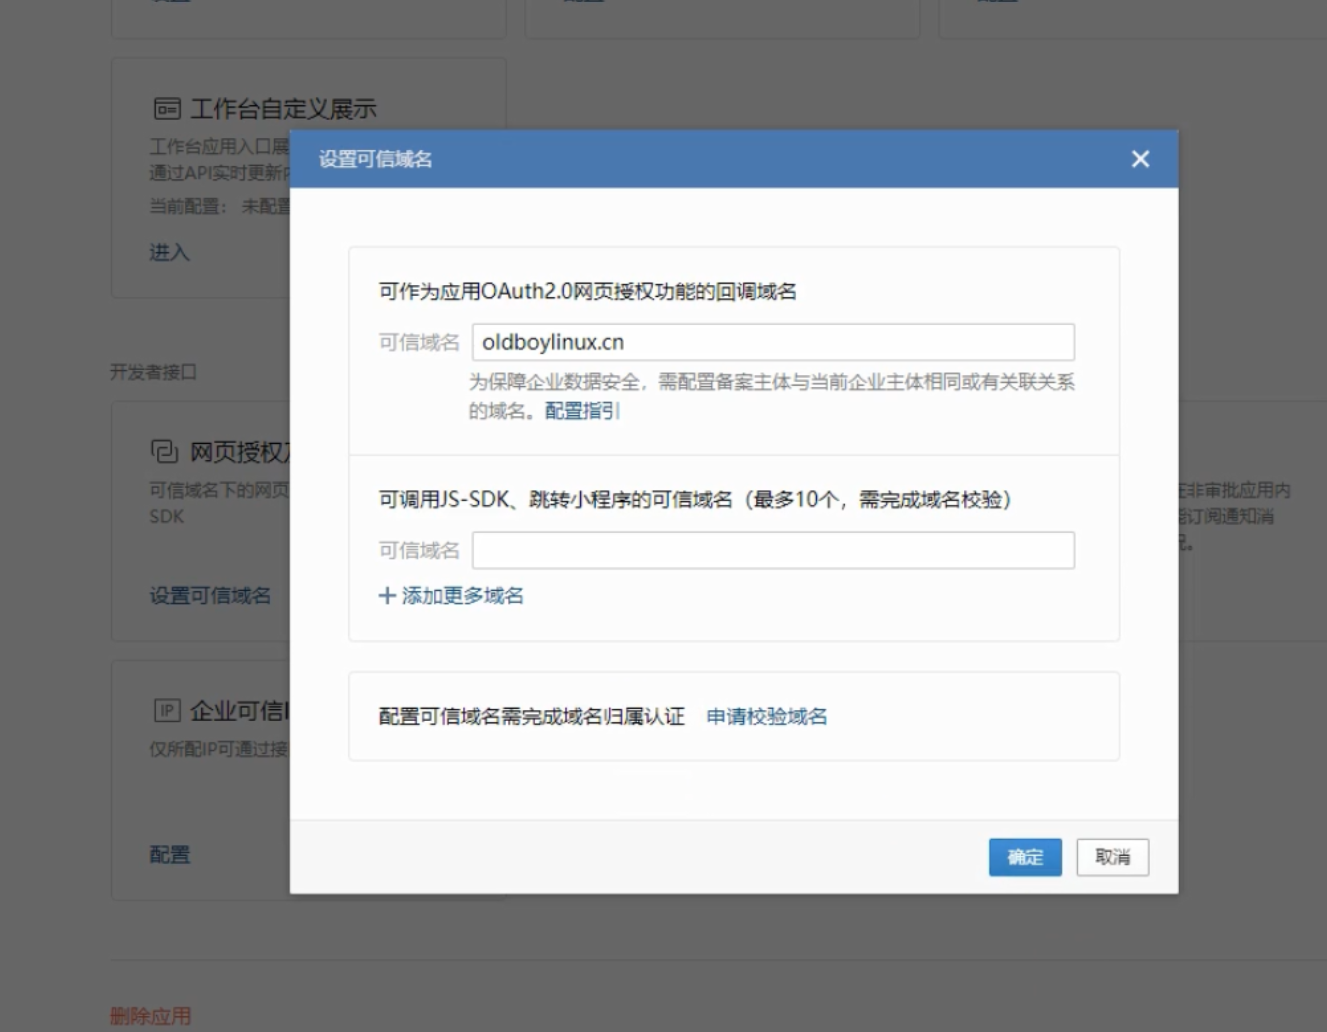 工作台自定义展示
工作台应用入口展
通过API实时更新
当前配置： 未配置
进入
开发者接口
网页授权
可信域名下的网页
SDK
设置可信域名
企业可信
仅所配IP可通过接
配置
删除应用
设置可信域名
可作为应用OAuth2.0网页授权功能的回调域名
可信域名 oldboylinux.cn
为保障企业数据安全，需配置备案主体与当前企业主体相同或有关联关系
的域名。配置指引
可调用JS-SDK、跳转小程序的可信域名（最多10个，需完成域名校验）
可信域名
添加更多域名
配置可信域名需完成域名归属认证 申请校验域名
确定 取消
在非审批应用内
订阅通知消
IP